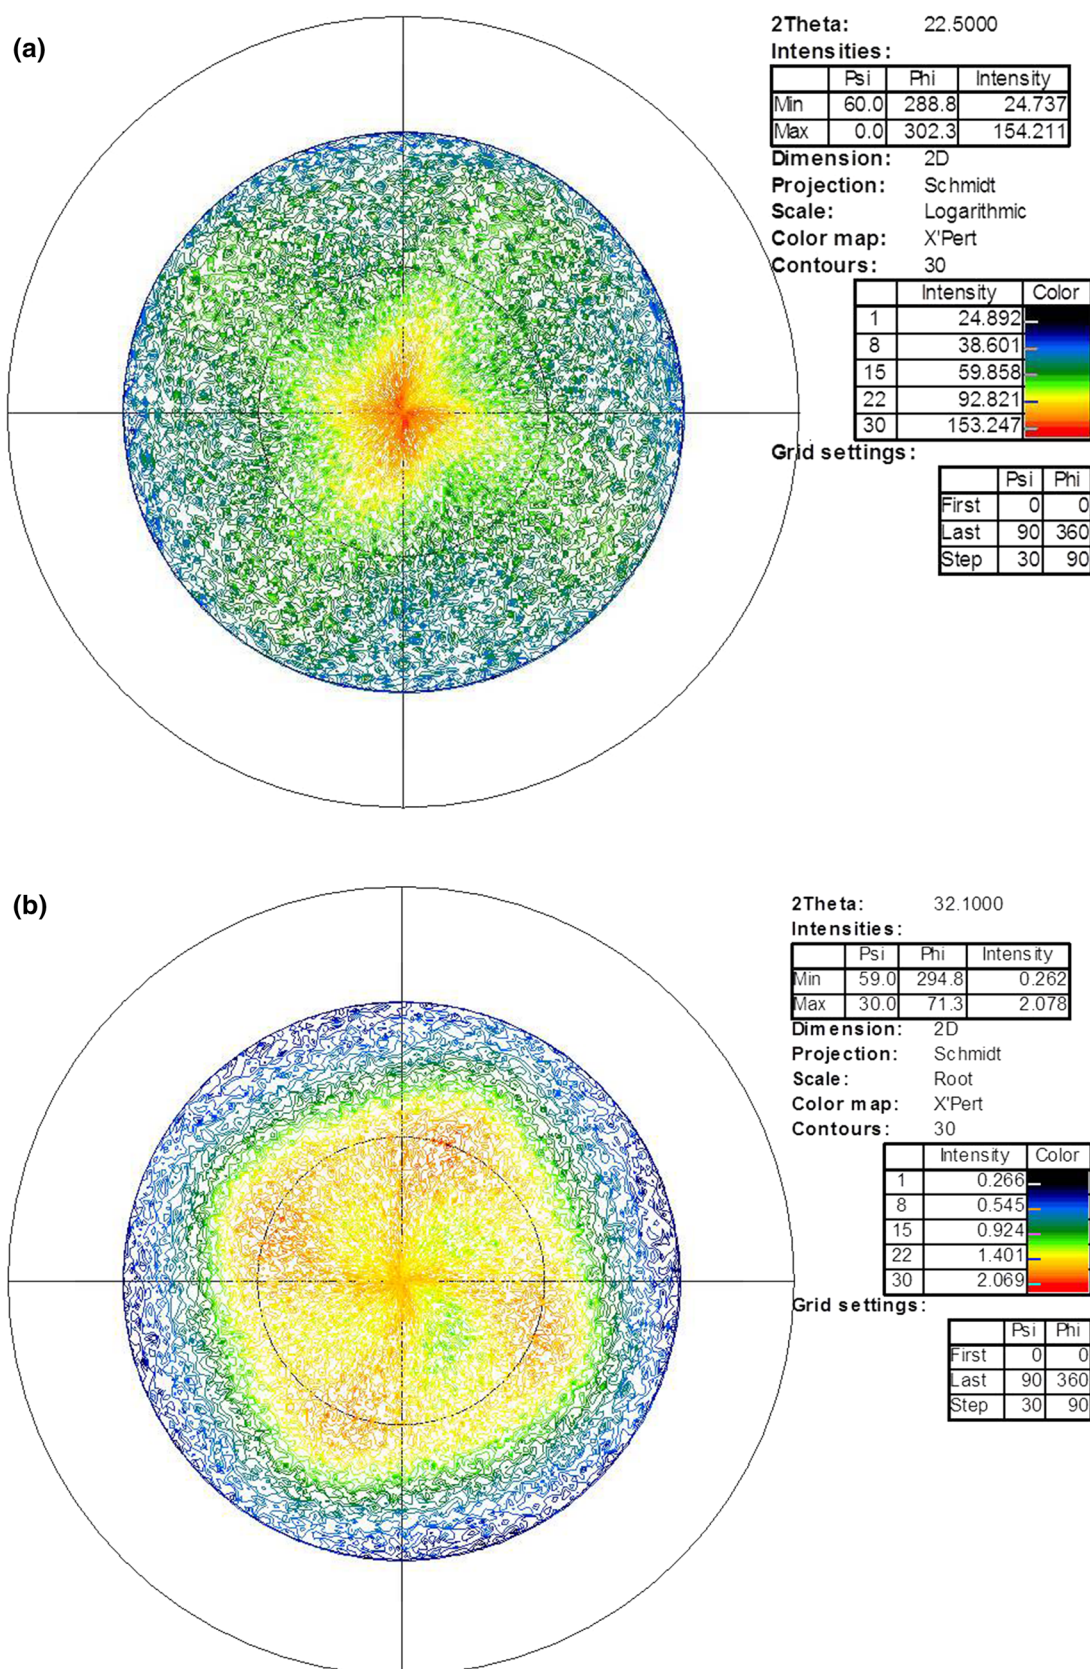 (a)
2Theta: 22.5000
Intensities:
Psi Phi Intensity
Min 60.0 288.8 24.737
Max 0.0 302.3 154.211
Dimension: 2D
Projection: Schmidt
Scale: Logarithmic
Color map: X'Pert
Contours: 30
Intensity Color
1 24.892
8 38.601
15 59.858
22 92.821
30 153.247
Grid settings:
Psi Phi
First 0 0
Last 90 360
Step 30 90
(b)
2Theta: 32.1000
Intensities:
Psi Phi Intensity
Min 59.0 294.8 0.262
Max 30.0 71.3 2.078
Dimension: 2D
Projection: Schmidt
Scale: Root
Color map: X'Pert
Contours: 30
Intensity Color
1 0.266
8 0.545
15 0.924
22 1.401
30 2.069
Grid settings:
Psi Phi
First 0 0
Last 90 360
Step 30 90